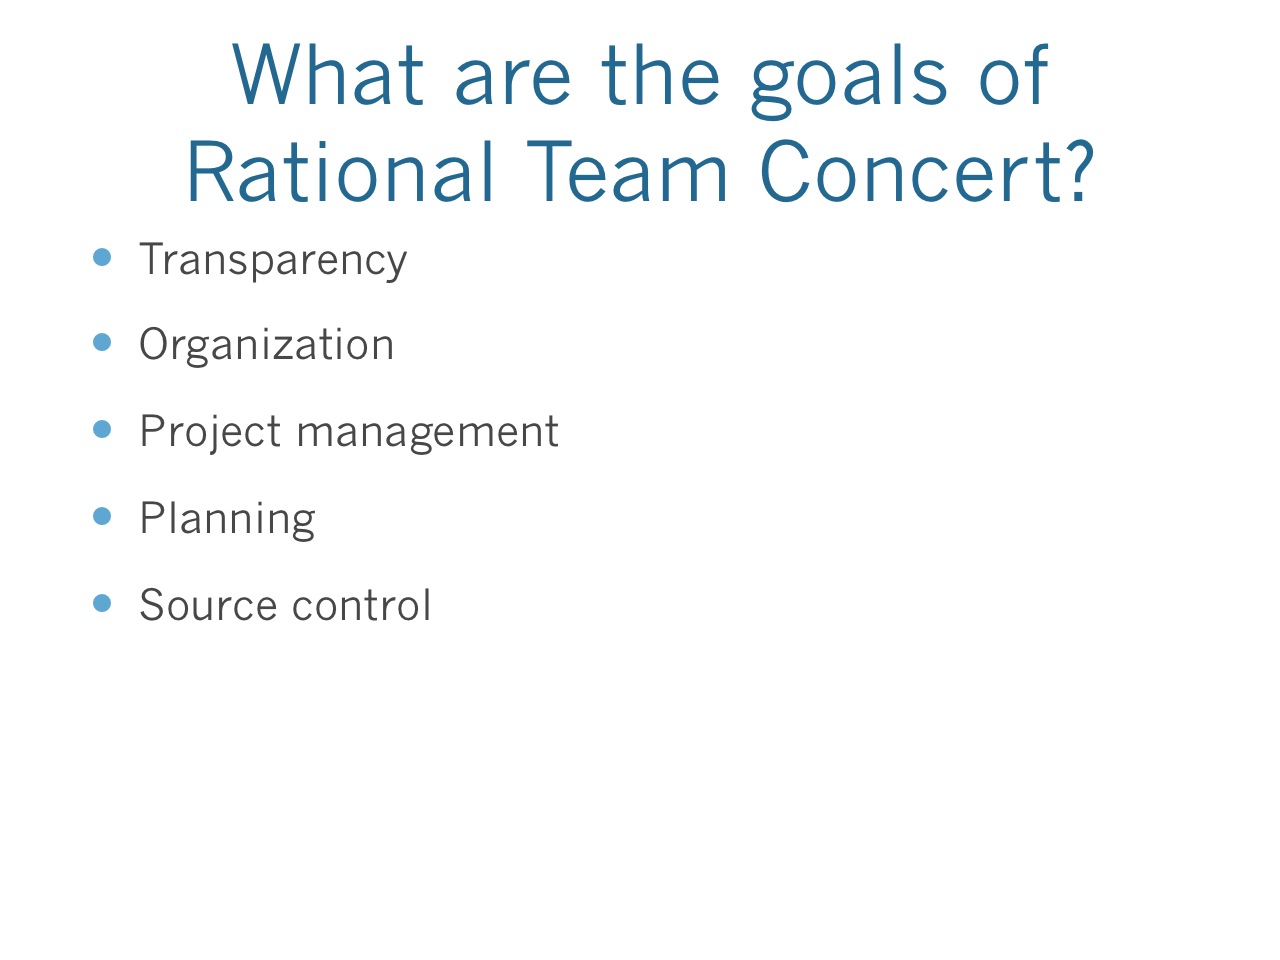 What are the goals of
Rational Team Concert?
Transparency
Organization
Project management
Planning
Source control